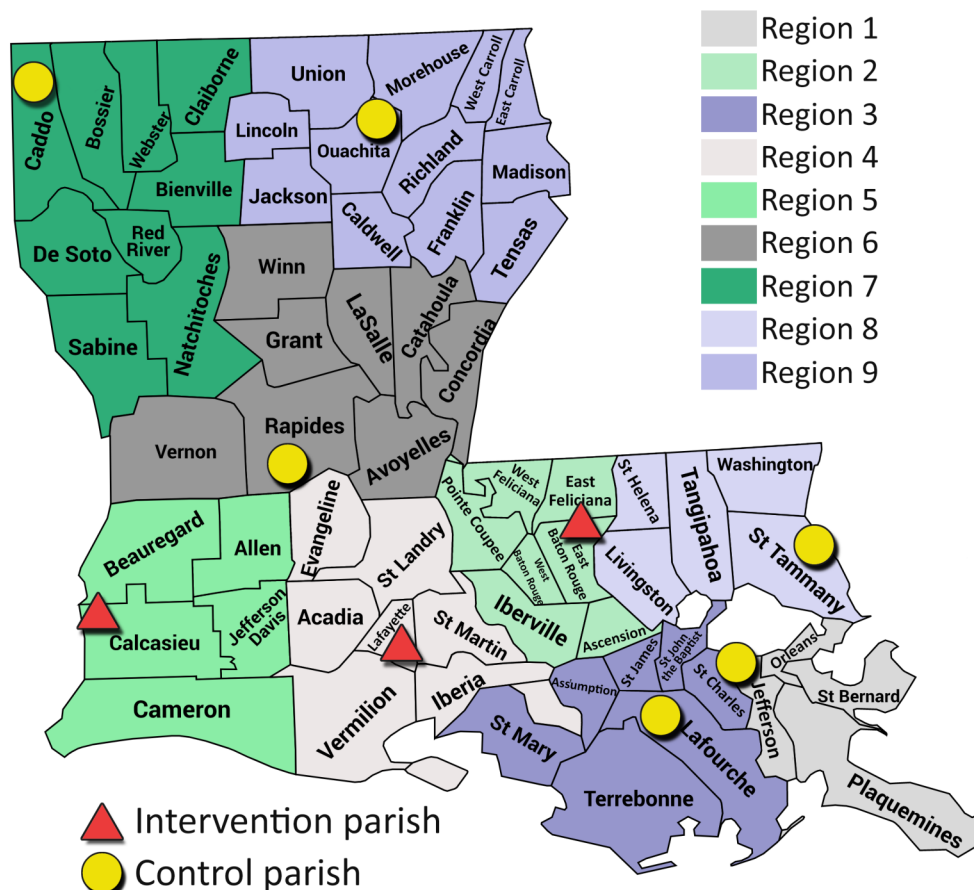 Region 1
Region 2
Region 3
Region 4
Region 5
Region 6
Region 7
Region 8
Region 9
Caddo
Bossier
Webster
Claiborne
Union
Morehouse
West Carroll
East Carroll
Lincoln
Ouachita
Richland
Madison
Bienville
Jackson
Caldwell
Franklin
Tensas
De Soto
Red
River
Winn
Natchitoches
Grant
LaSalle
Catahoula
Concordia
Sabine
Vernon
Rapides
Avoyelles
Washington
West
Feliciana
East
Feliciana
St Helena
Tangipahoa
Pointe Coupee
Beauregard
Allen
Evangeline
St Landry
West
Baton Rouge
East
Baton Rouge
Livingston
St Tammany
Calcasieu
Jefferson
Davis
Acadia
Lafayette
St Martin
Iberville
Ascension
St James
St John
the Baptist
St Charles
Orleans
St Bernard
Jefferson
Assumption
Cameron
Vermilion
Iberia
St Mary
Lafourche
Terrebonne
Plaquemines
Intervention parish
Control parish